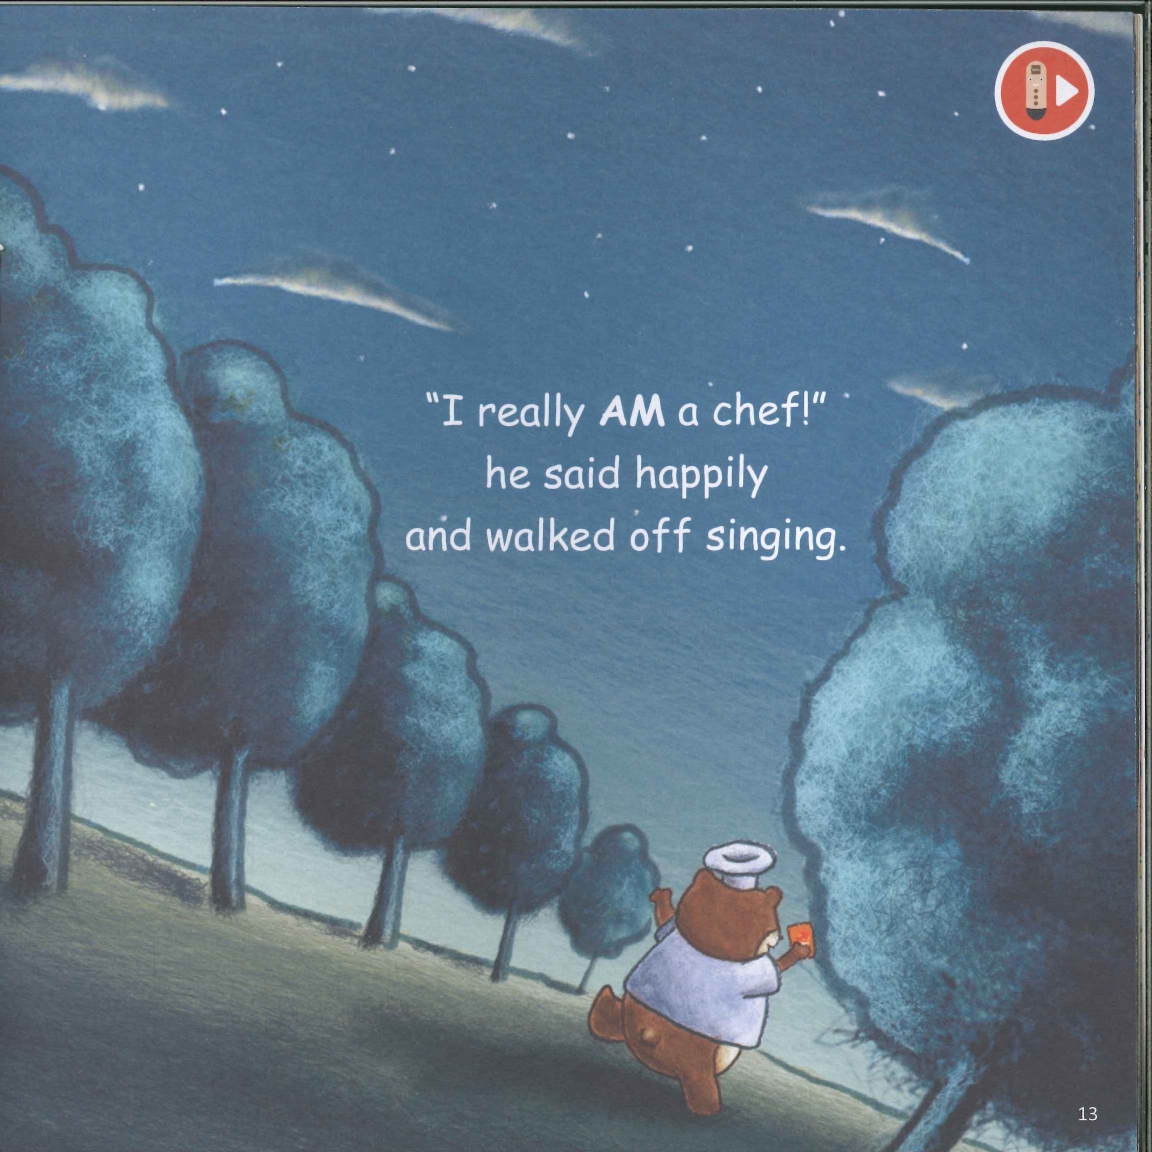 “I really AM a chef!”
he said happily
and walked off singing.
13